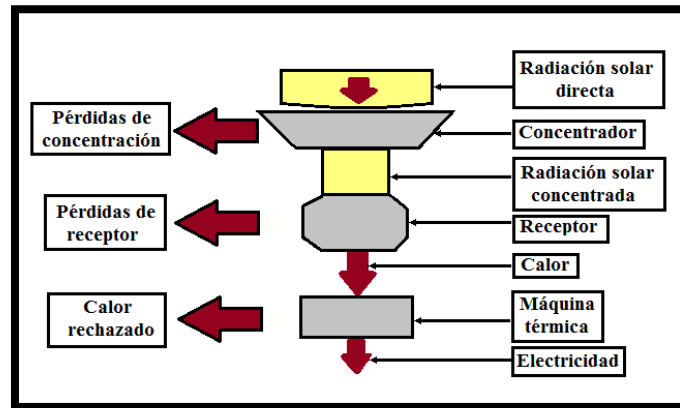 Radiación solar
directa
Pérdidas de
concentración
Concentrador
Radiación solar
concentrada
Pérdidas de
receptor
Receptor
Calor
Calor
rechazado
Máquina
térmica
Electricidad